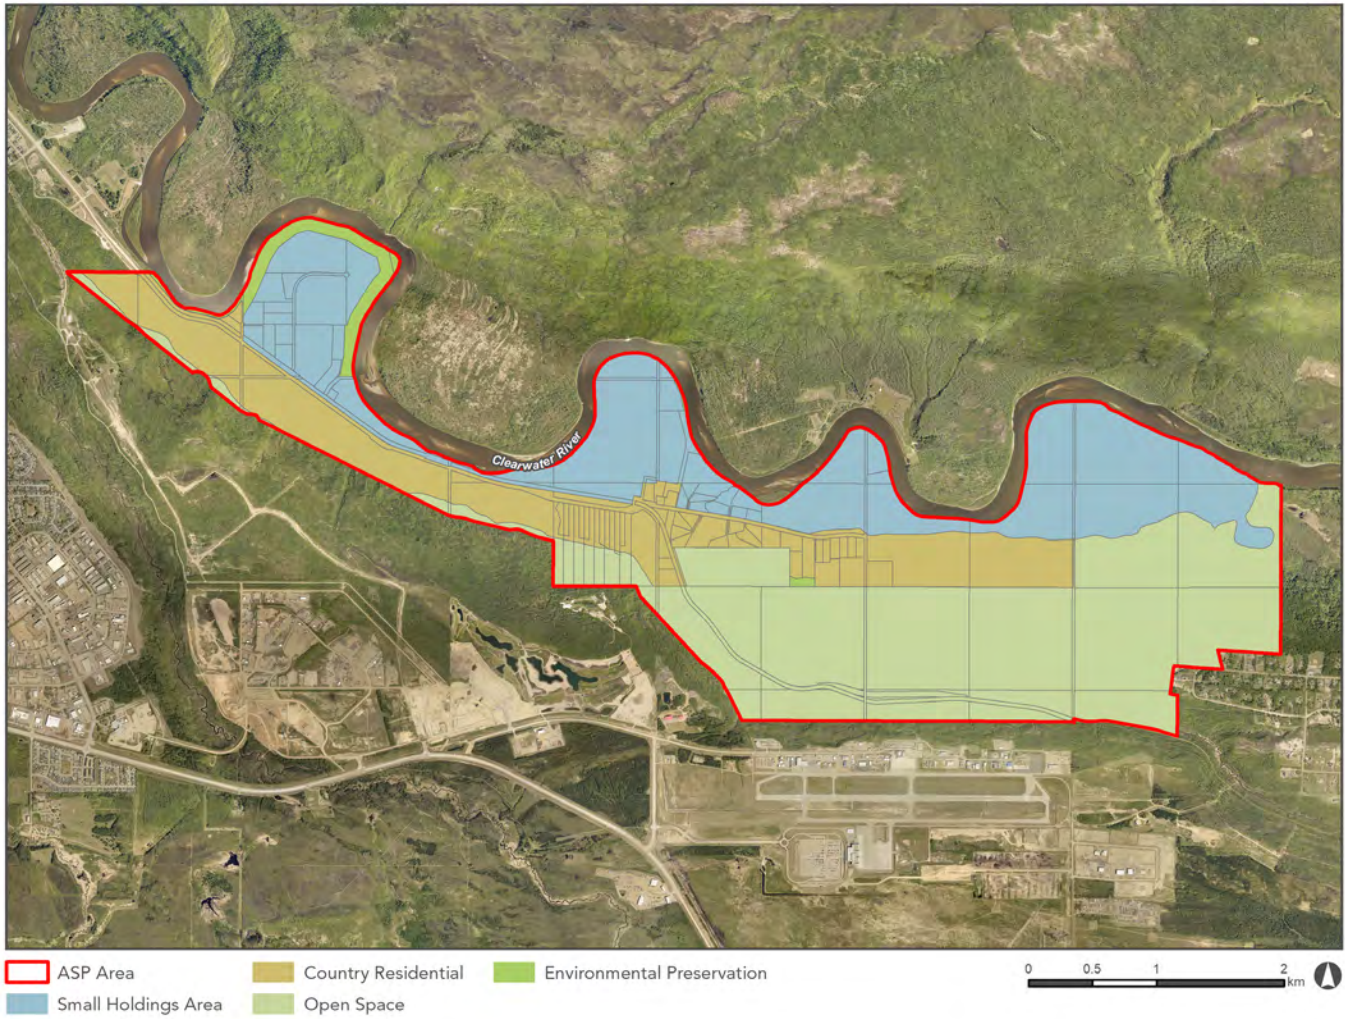 Clearwater River
ASP Area
Country Residential
Environmental Preservation
Small Holdings Area
Open Space
0 0.5 1 2
km